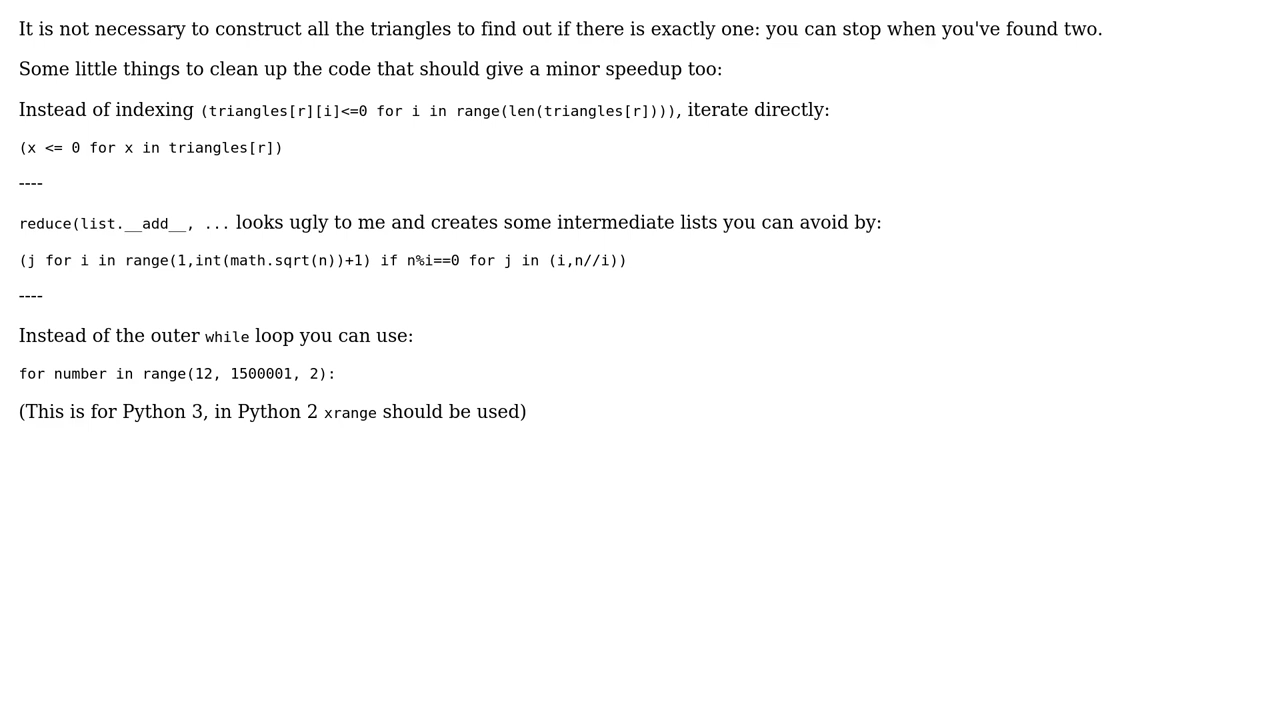 It is not necessary to construct all the triangles to find out if there is exactly one: you can stop when you've found two.
Some little things to clean up the code that should give a minor speedup too:
Instead of indexing (triangles[r][i]<=0 for i in range(len(triangles[r]))), iterate directly:
(x <= 0 for x in triangles[r])
----
reduce(list.__add__, ... looks ugly to me and creates some intermediate lists you can avoid by:
(j for i in range(1,int(math.sqrt(n))+1) if n%i==0 for j in (i,n//i))
----
Instead of the outer while loop you can use:
for number in range(12, 1500001, 2):
(This is for Python 3, in Python 2 xrange should be used)